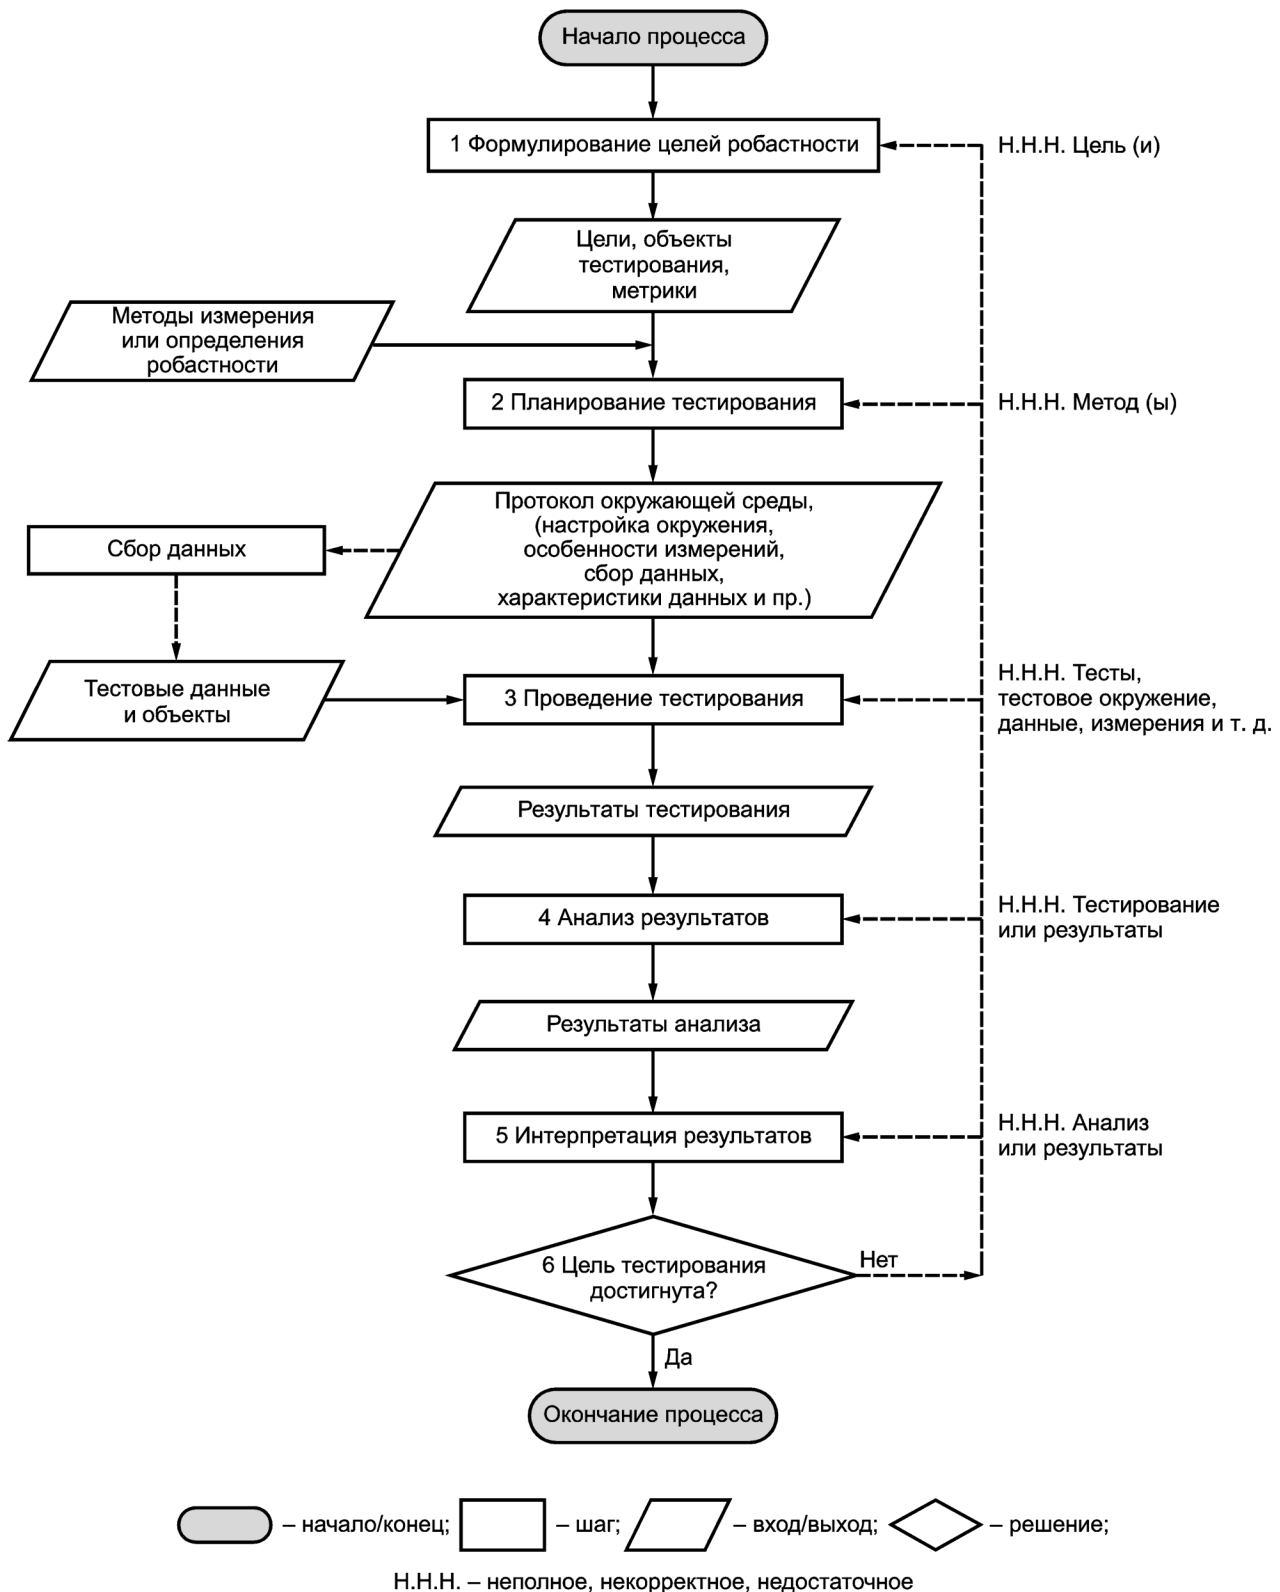 Начало процесса
1 Формулирование целей робастности
Н.Н.Н. Цель (и)
Цели, объекты
тестирования,
метрики
Методы измерения
или определения
робастности
2 Планирование тестирования
Н.Н.Н. Метод (ы)
Протокол окружающей среды,
(настройка окружения,
особенности измерений,
сбор данных,
характеристики данных и пр.)
Сбор данных
Тестовые данные
и объекты
3 Проведение тестирования
Н.Н.Н. Тесты,
тестовое окружение,
данные, измерения и т. д.
Результаты тестирования
4 Анализ результатов
Н.Н.Н. Тестирование
или результаты
Результаты анализа
5 Интерпретация результатов
Н.Н.Н. Анализ
или результаты
6 Цель тестирования
достигнута?
Нет
Да
Окончание процесса
– начало/конец; – шаг; – вход/выход; – решение;
Н.Н.Н. – неполное, некорректное, недостаточное